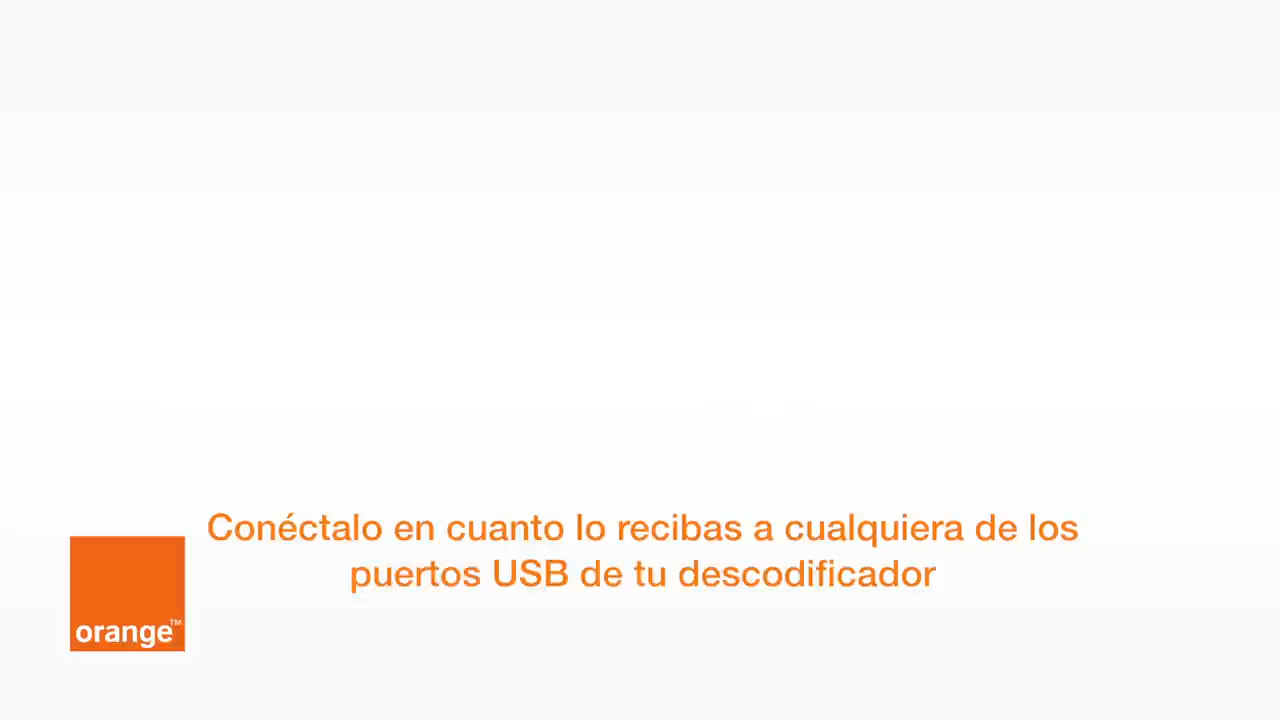 Conéctalo en cuanto lo recibas a cualquiera de los
puertos USB de tu descodificador
orange™